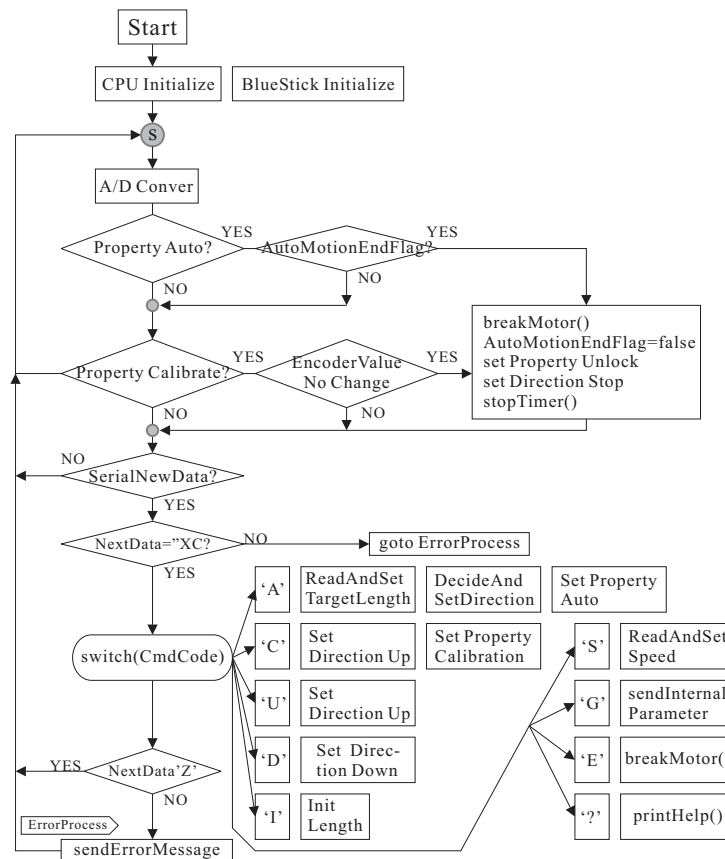 Start
CPU Initialize
BlueStick Initialize
S
A/D Conver
Property Auto?
YES
AutoMotionEndFlag?
YES
NO
NO
breakMotor()
AutoMotionEndFlag=false
set Property Unlock
set Direction Stop
stopTimer()
Property Calibrate?
YES
EncoderValue
No Change
YES
NO
NO
NO
SerialNewData?
YES
NextData=”XC?
NO
goto ErrorProcess
YES
switch(CmdCode)
‘A’
ReadAndSet
TargetLength
DecideAnd
SetDirection
Set Property
Auto
‘C’
Set
Direction Up
Set Property
Calibration
‘U’
Set
Direction Up
‘D’
Set Direc-
tion Down
‘I’
Init
Length
‘S’
ReadAndSet
Speed
‘G’
sendInternal
Parameter
‘E’
breakMotor()
‘?’
printHelp()
YES
NextData'Z'
NO
ErrorProcess
sendErrorMessage